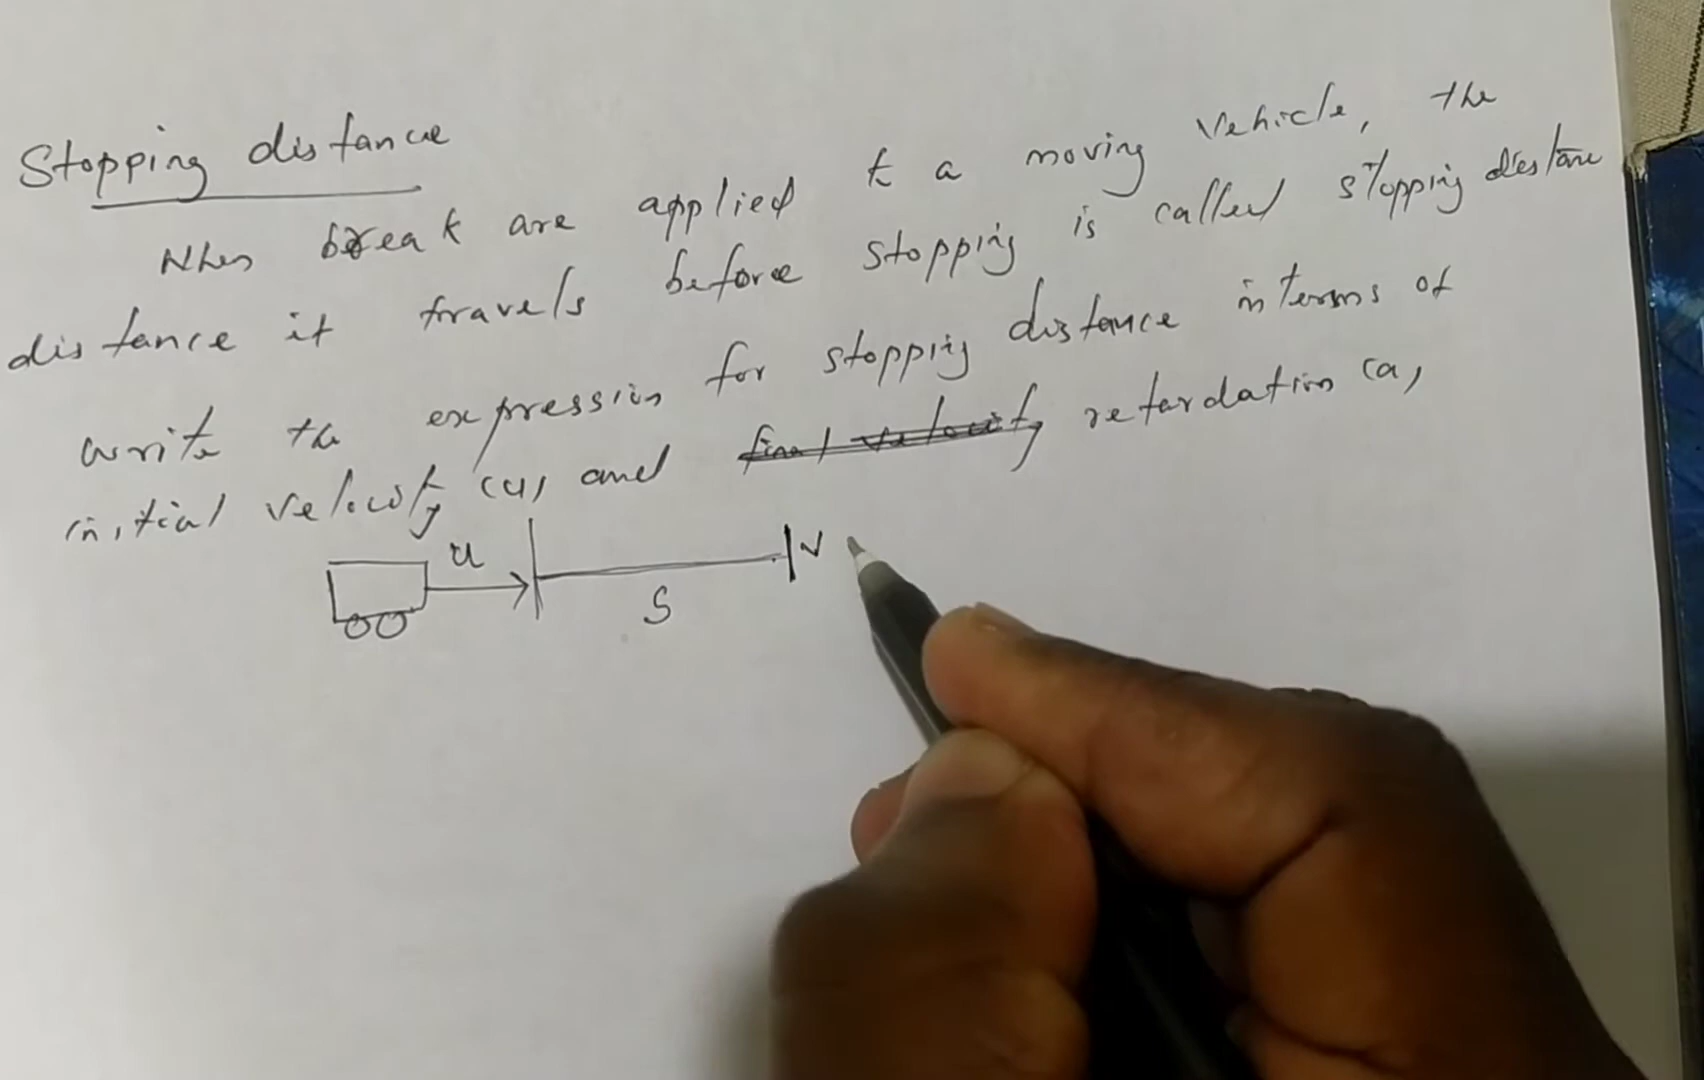 Stopping distance
When break are applied to a moving vehicle, the
distance it travels before stopping is called stopping distance
write the expression for stopping distance in terms of
initial velocity (u) and final velocity retardation (a)
u
S
V